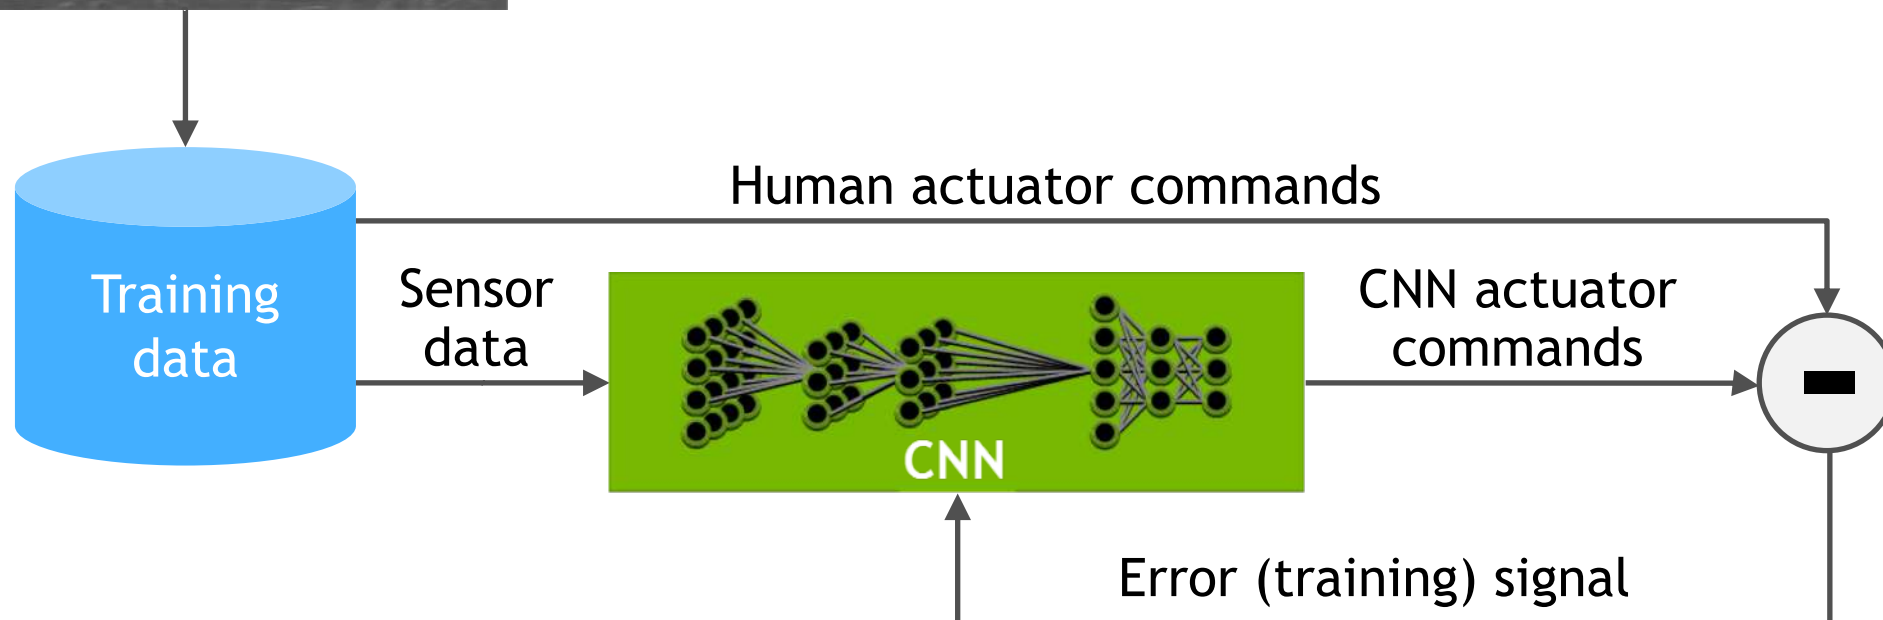 Human actuator commands
Training
data
Sensor
data
CNN
CNN actuator
commands
Error (training) signal